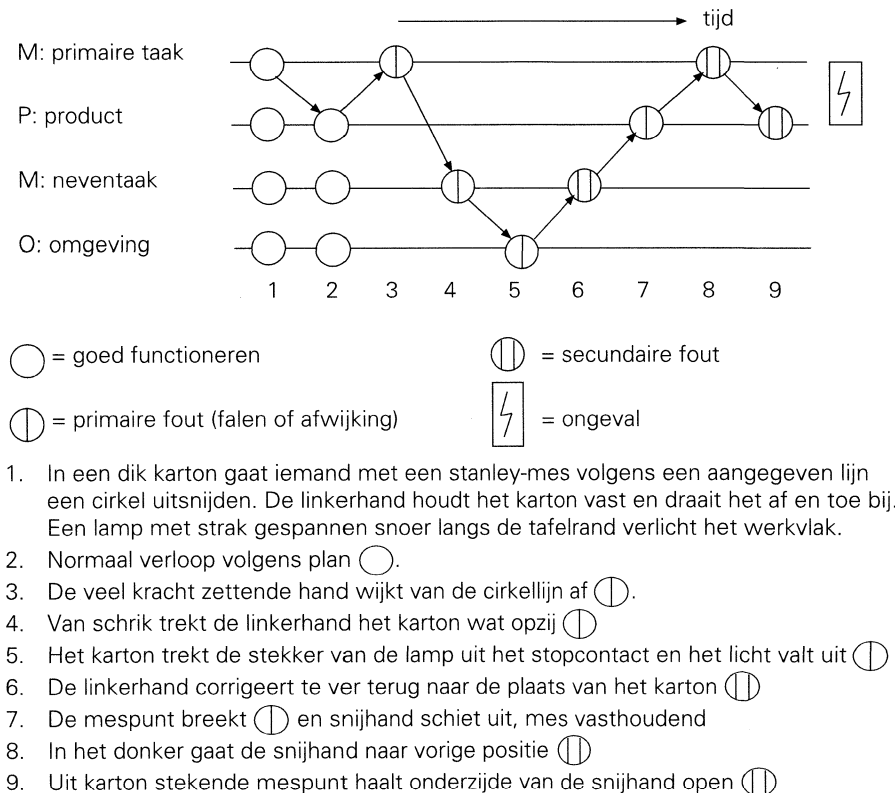 tijd
M: primaire taak
P: product
M: neventaak
O: omgeving
1 2 3 4 5 6 7 8 9
= goed functioneren
= secundaire fout
= primaire fout (falen of afwijking)
= ongeval
1. In een dik karton gaat iemand met een stanley-mes volgens een aangegeven lijn
een cirkel uitsnijden. De linkerhand houdt het karton vast en draait het af en toe bij.
Een lamp met strak gespannen snoer langs de tafelrand verlicht het werkvlak.
2. Normaal verloop volgens plan .
3. De veel kracht zettende hand wijkt van de cirkellijn af .
4. Van schrik trekt de linkerhand het karton wat opzij
5. Het karton trekt de stekker van de lamp uit het stopcontact en het licht valt uit
6. De linkerhand corrigeert te ver terug naar de plaats van het karton
7. De mespunt breekt en snijhand schiet uit, mes vasthoudend
8. In het donker gaat de snijhand naar vorige positie
9. Uit karton stekende mespunt haalt onderzijde van de snijhand open